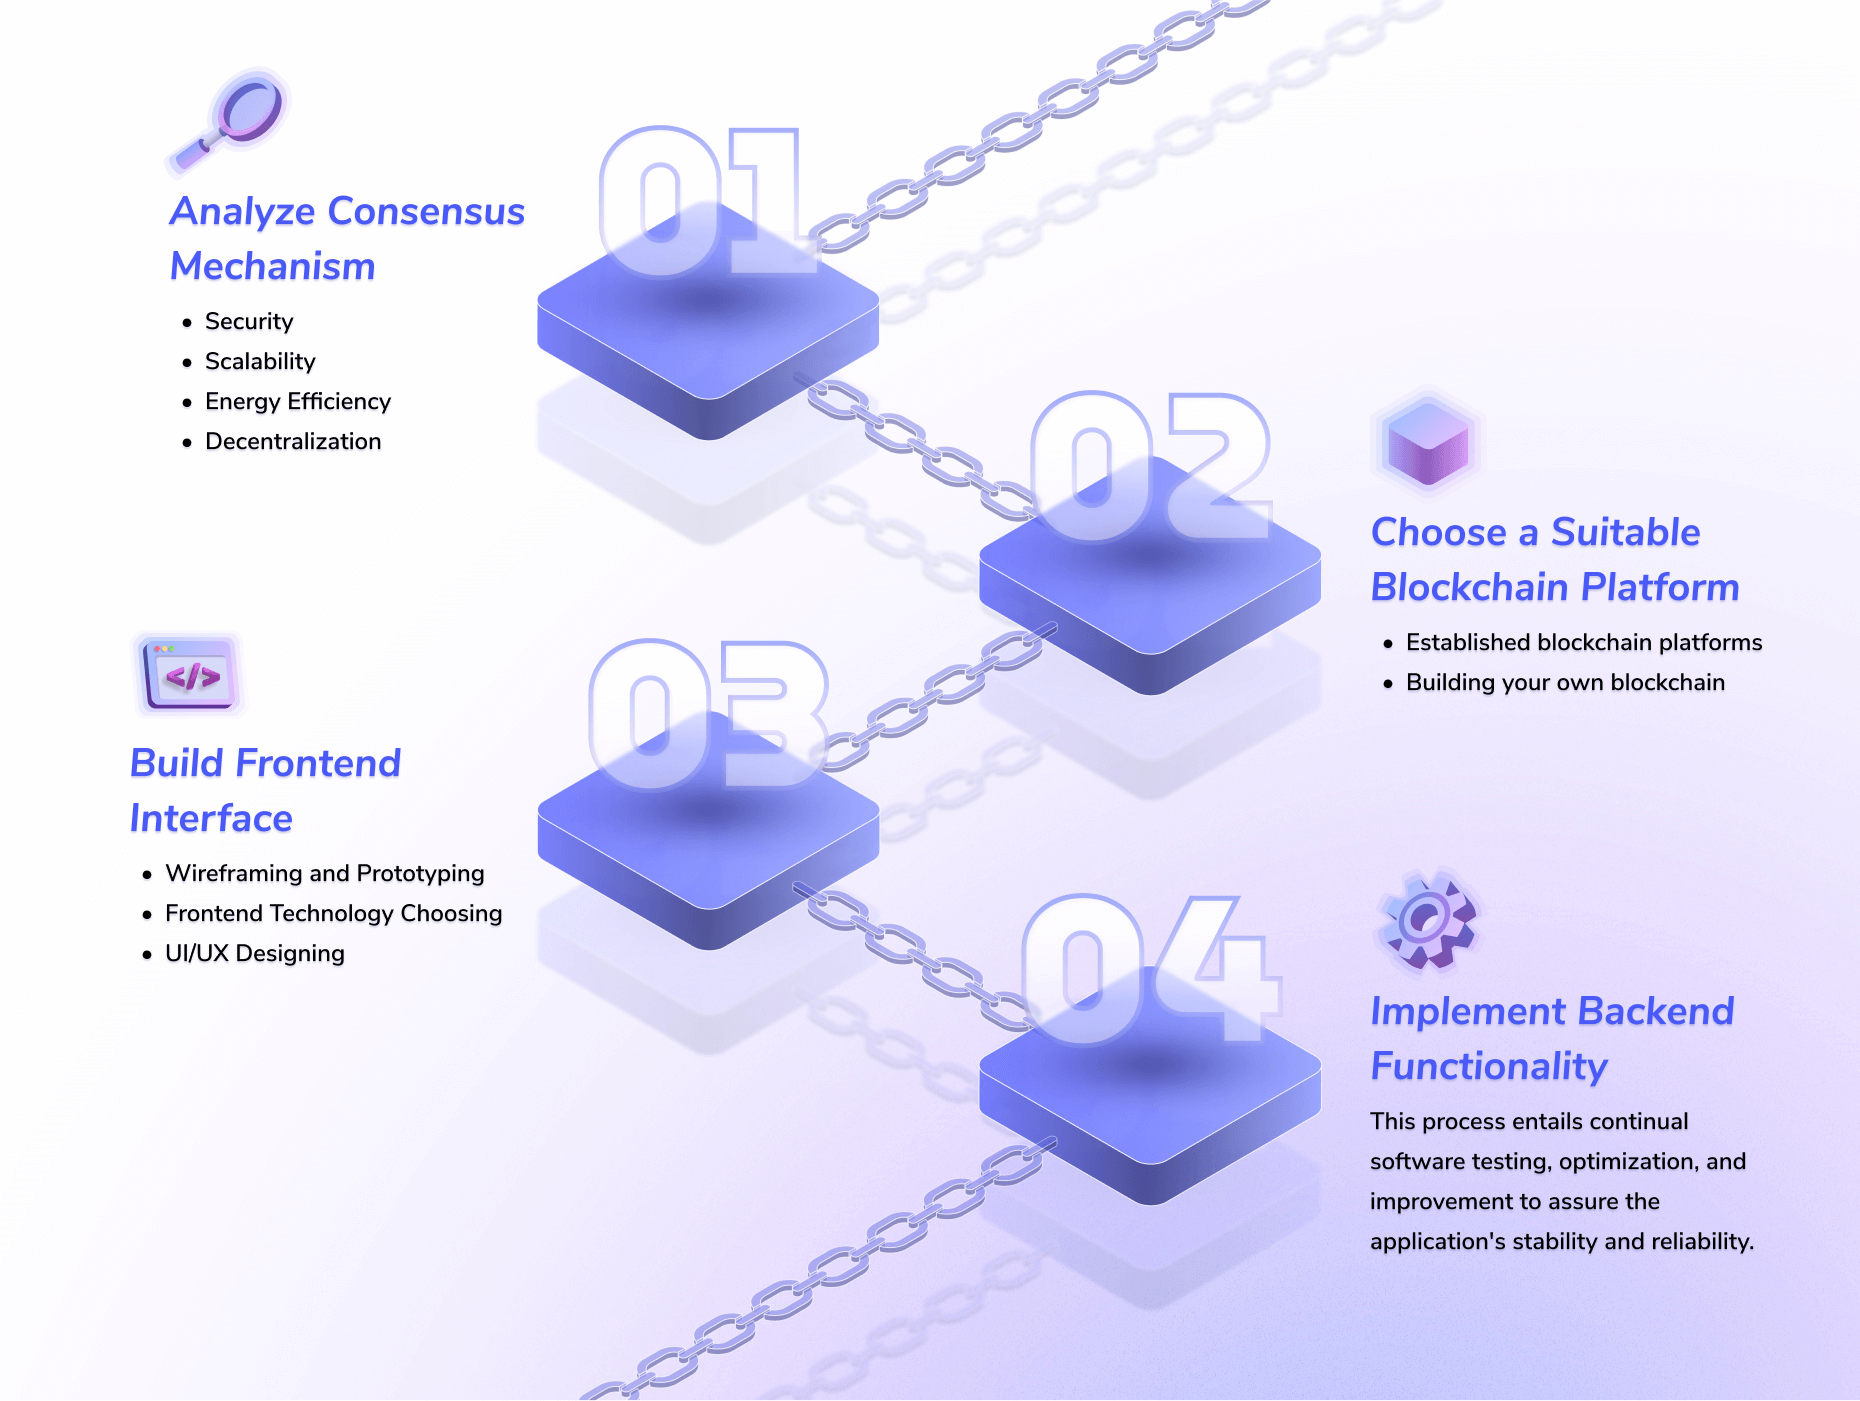 01
Analyze Consensus
Mechanism
• Security
• Scalability
• Energy Efficiency
• Decentralization
02
Choose a Suitable
Blockchain Platform
• Established blockchain platforms
• Building your own blockchain
03
</>
Build Frontend
Interface
• Wireframing and Prototyping
• Frontend Technology Choosing
• UI/UX Designing
04
Implement Backend
Functionality
This process entails continual
software testing, optimization, and
improvement to assure the
application's stability and reliability.